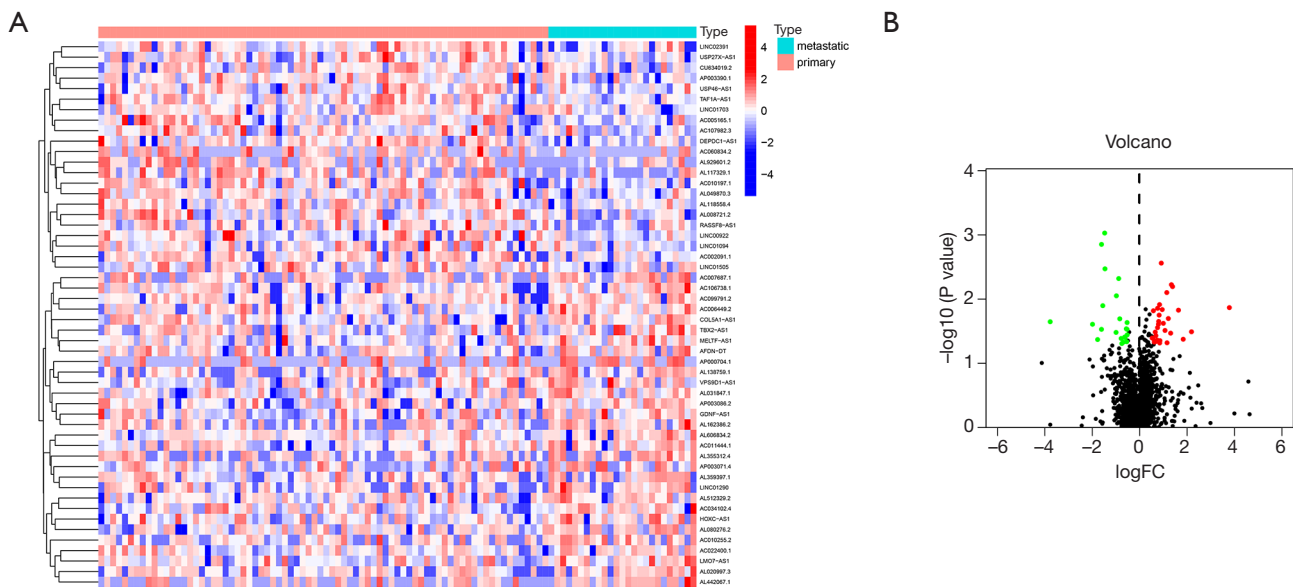 A
Type
LINC02391
USP27X−AS1
CU634019.2
AP003390.1
USP46−AS1
TAF1A−AS1
LINC01703
AC005165.1
AC107982.3
DEPDC1−AS1
AC060834.2
AL929601.2
AL117329.1
AC010197.1
AL049870.3
AL118558.4
AL008721.2
RASSF8−AS1
LINC00922
LINC01094
AC002091.1
LINC01505
AC007687.1
AC106738.1
AC099791.2
AC006449.2
COL5A1−AS1
TBX2−AS1
MELTF−AS1
AFDN−DT
AP000704.1
AL138759.1
VPS9D1−AS1
AL031847.1
AP003086.2
GDNF−AS1
AL162386.2
AL606834.2
AC011444.1
AL355312.4
AP003071.4
AL359397.1
LINC01290
AL512329.2
AC034102.4
HOXC−AS1
AL080276.2
AC010255.2
AC022400.1
LMO7−AS1
AL020997.3
AL442067.1
4
2
0
−2
−4
Type
metastatic
primary
B
Volcano
−log10 (P value)
4
3
2
1
0
−6 −4 −2 0 2 4 6
logFC